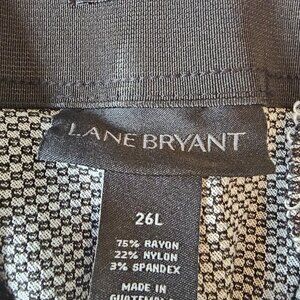 LANE BRYANT
26L
75% RAYON
22% NYLON
3% SPANDEX
MADE IN